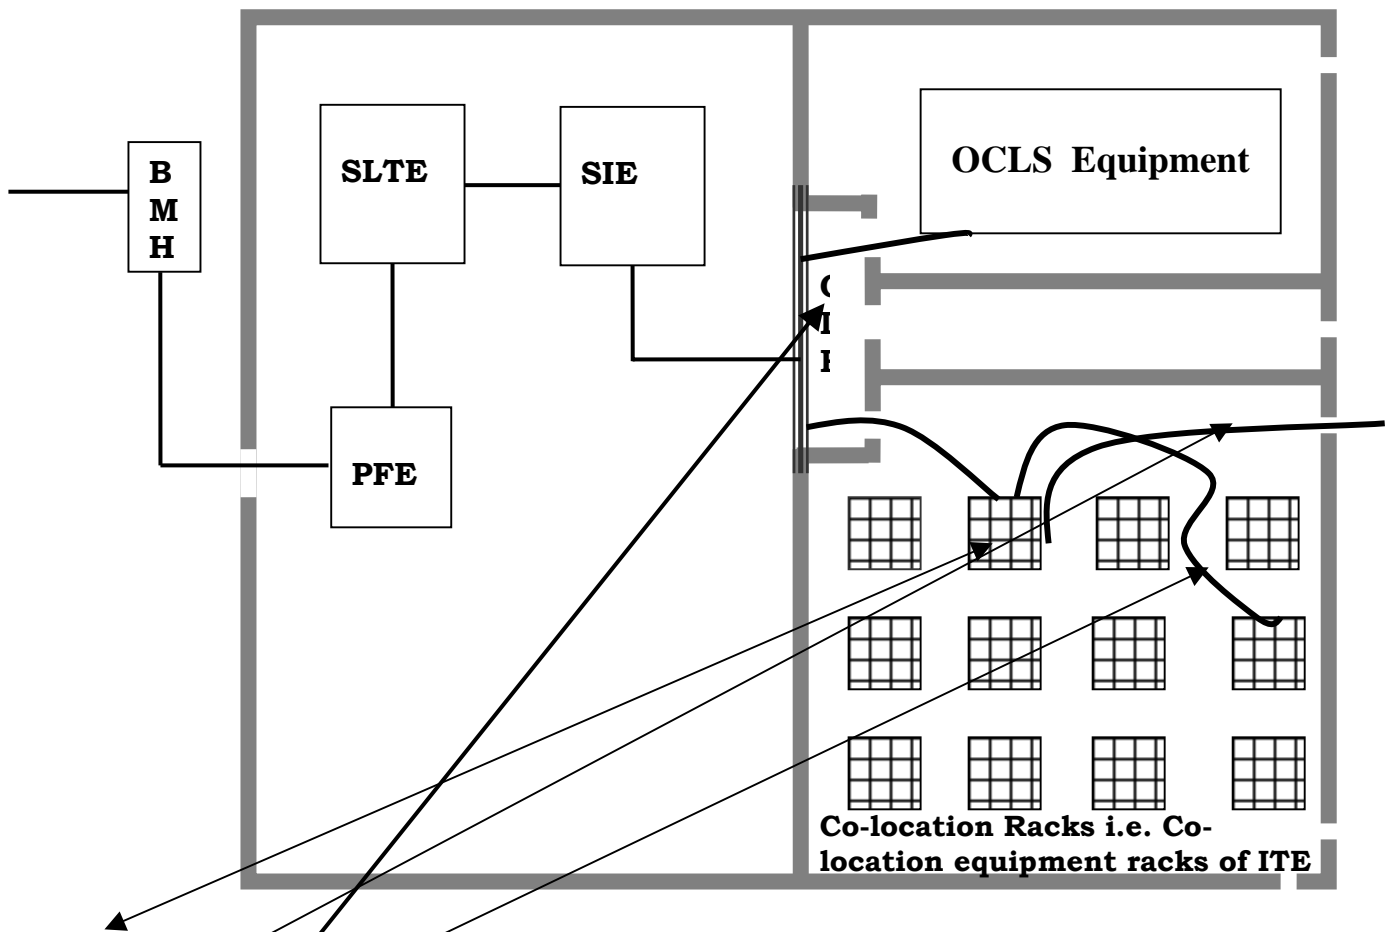 B
M
H
SLTE
SIE
OCLS Equipment
PFE
Co-location Racks i.e. Co-
location equipment racks of ITE